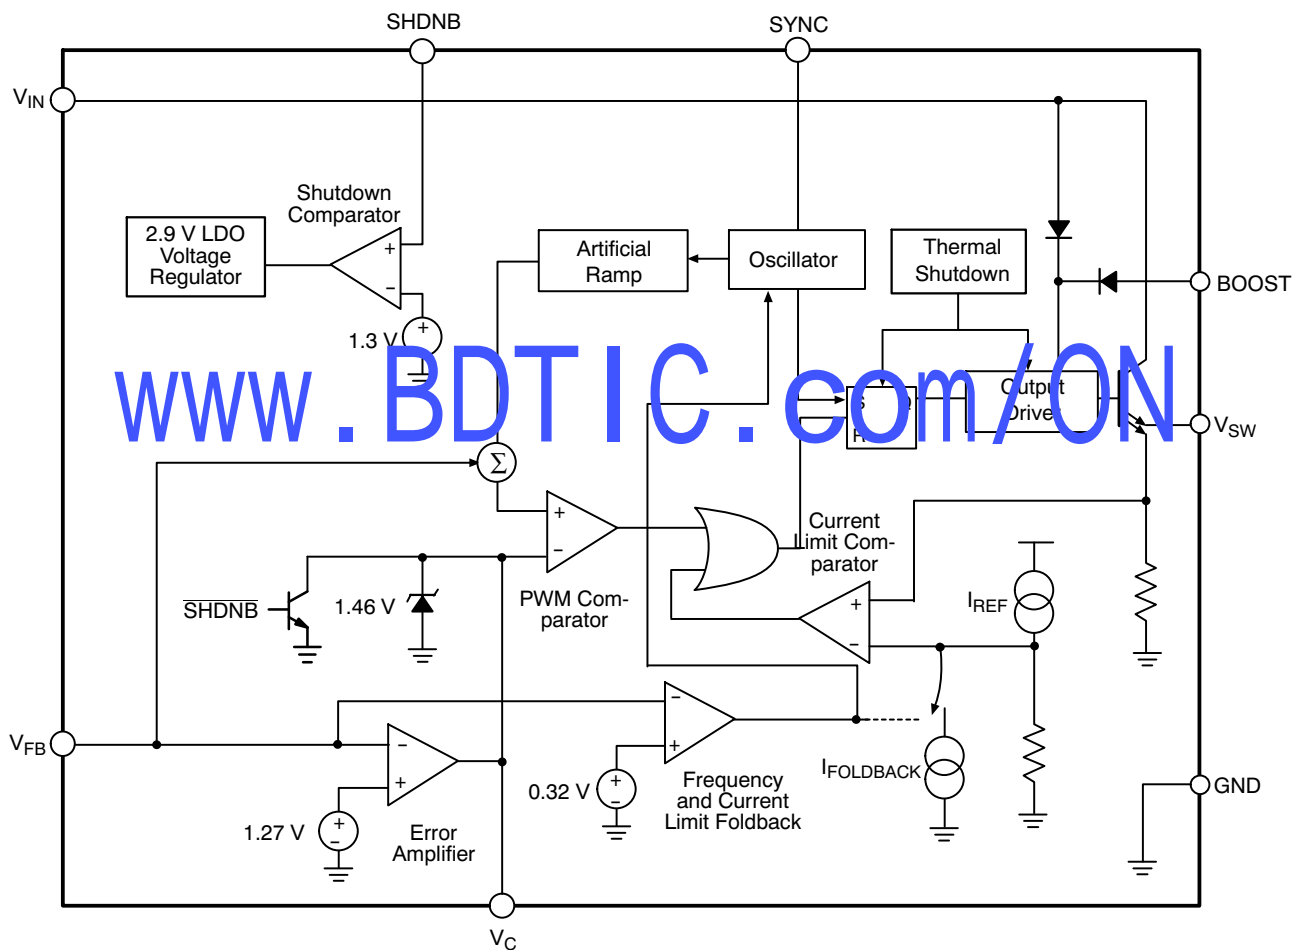 SHDNB
SYNC
VIN
Shutdown
Comparator
2.9 V LDO
Voltage
Regulator
+
−
+
1.3 V
Artificial
Ramp
Oscillator
Thermal
Shutdown
BOOST
www.BDTIC.com/ON
S
Q
R
Output
Driver
VSW
Σ
+
−
PWM Com-
parator
Current
Limit Com-
parator
+
−
IREF
SHDNB
1.46 V
VFB
−
+
Error
Amplifier
1.27 V
+
−
−
+
0.32 V
+
−
Frequency
and Current
Limit Foldback
IFOLDBACK
GND
VC